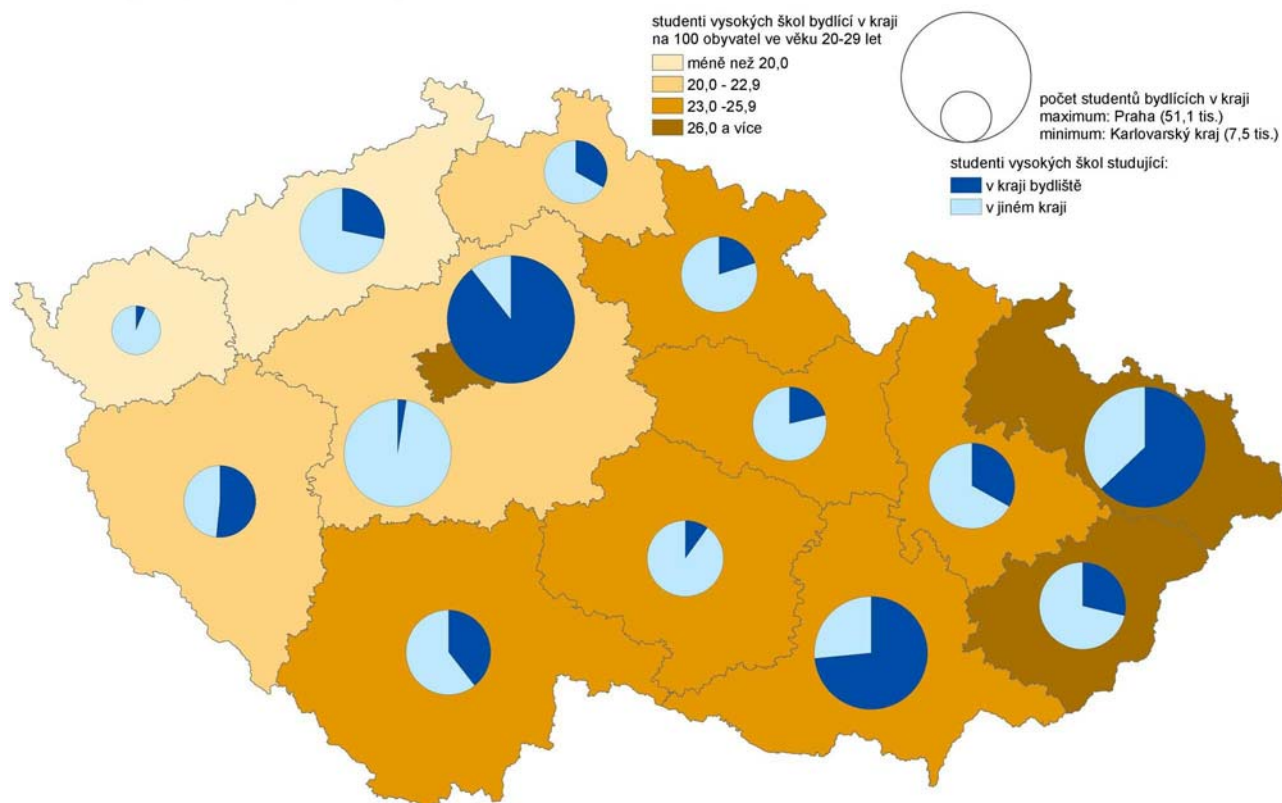 studenti vysokých škol bydlící v kraji
na 100 obyvatel ve věku 20-29 let
méně než 20,0
20,0 - 22,9
23,0 -25,9
26,0 a více
počet studentů bydlících v kraji
maximum: Praha (51,1 tis.)
minimum: Karlovarský kraj (7,5 tis.)
studenti vysokých škol studující:
v kraji bydliště
v jiném kraji